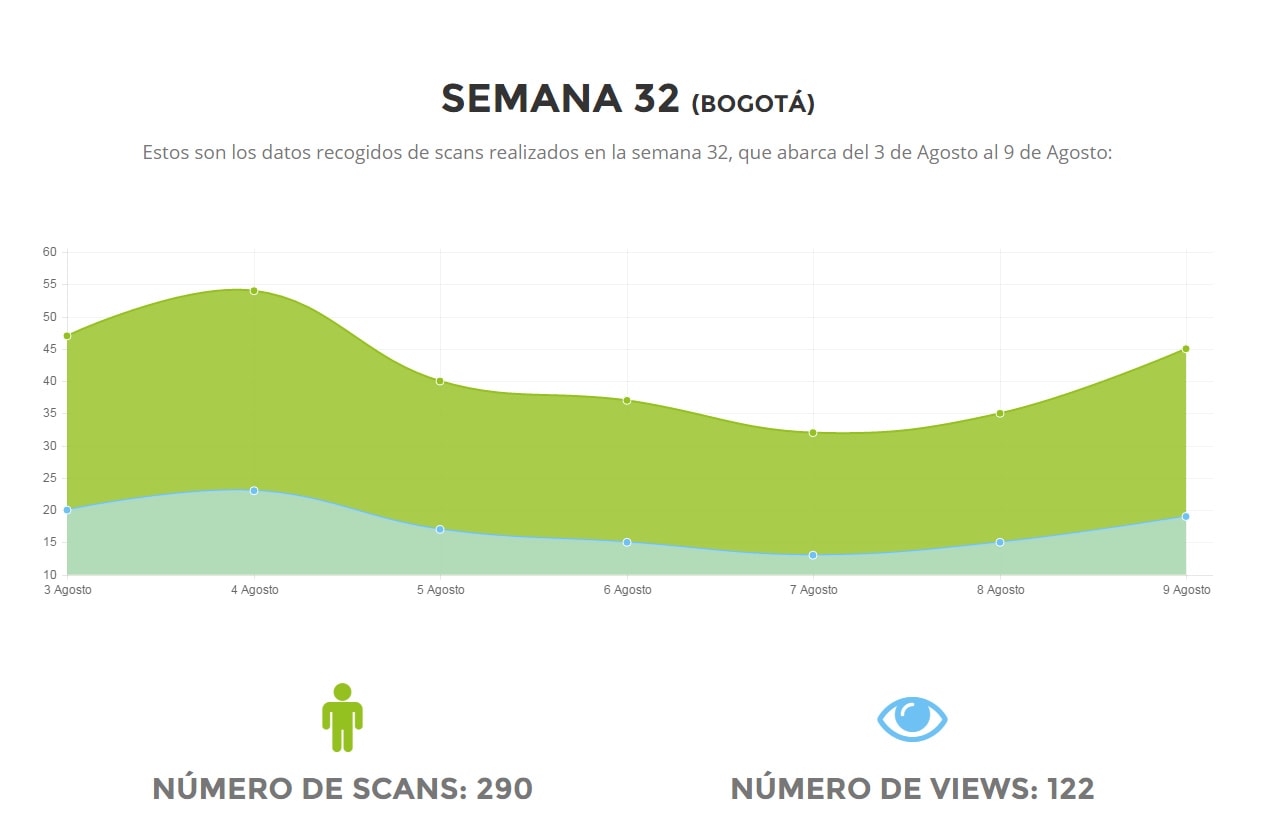 SEMANA 32 (BOGOTÁ)
Estos son los datos recogidos de scans realizados en la semana 32, que abarca del 3 de Agosto al 9 de Agosto:
60
55
50
45
40
35
30
25
20
15
10
3 Agosto 4 Agosto 5 Agosto 6 Agosto 7 Agosto 8 Agosto 9 Agosto
NÚMERO DE SCANS: 290 NÚMERO DE VIEWS: 122